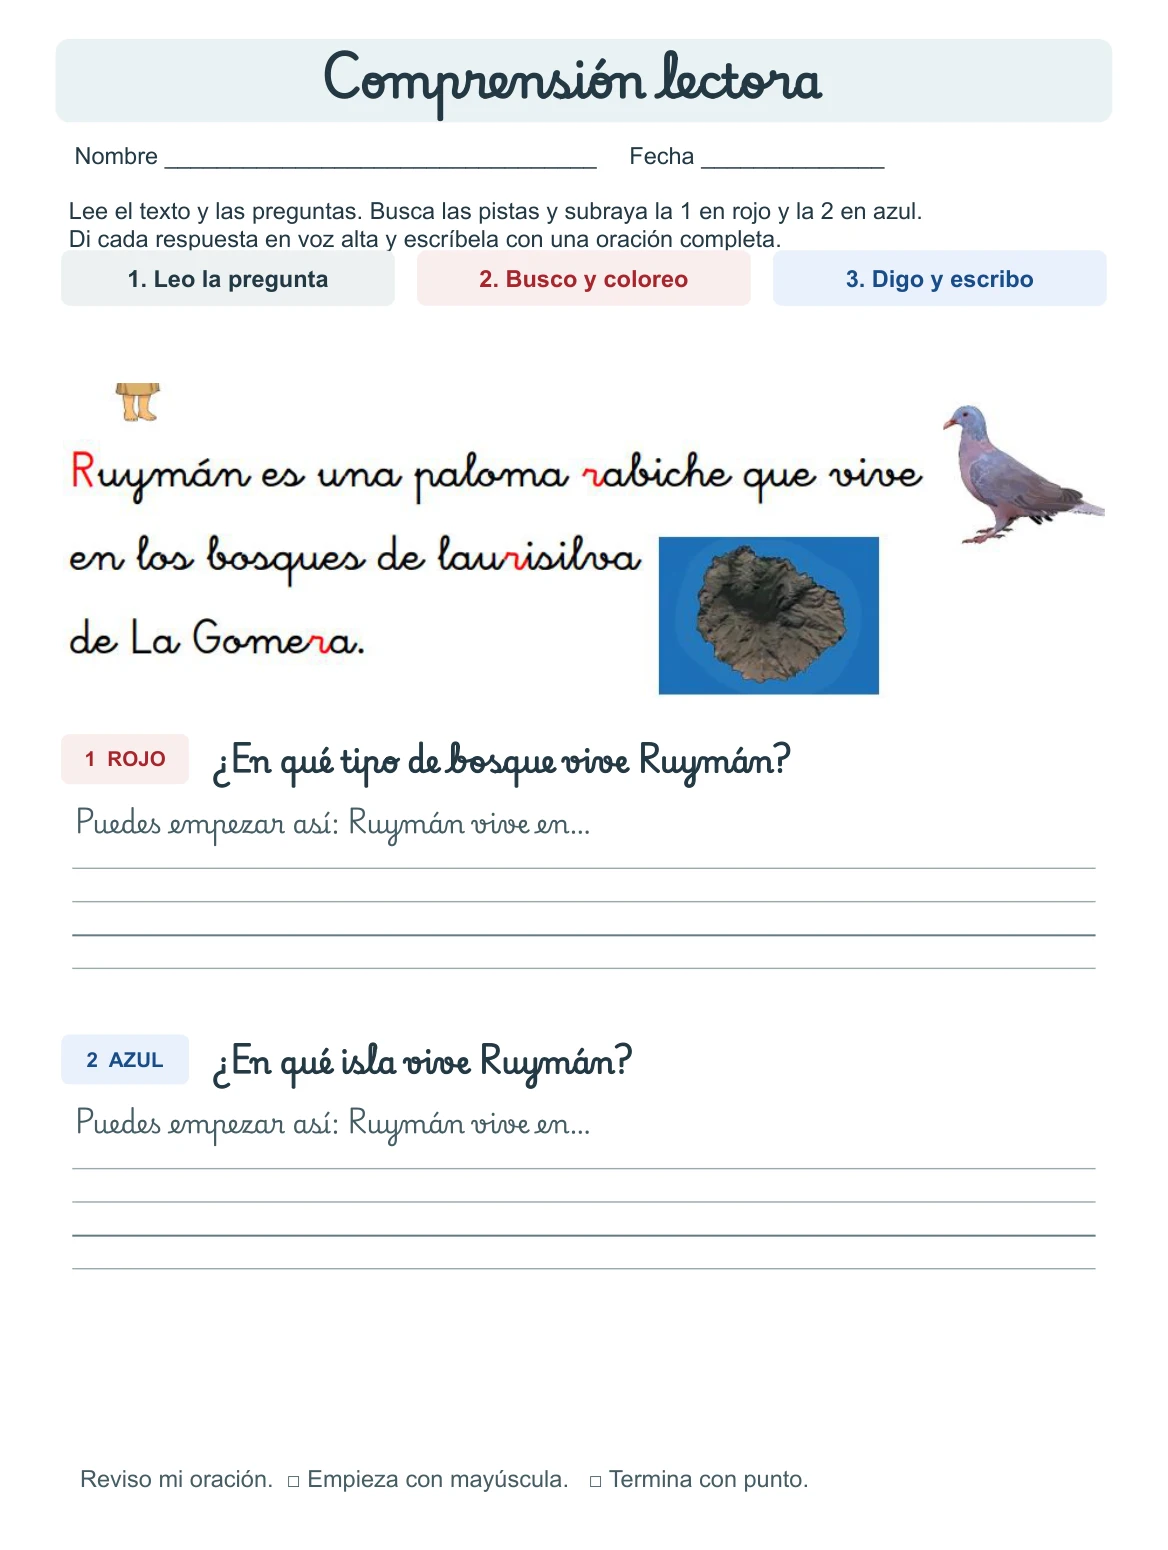 Comprensión lectora
Nombre _________________________________ Fecha ______________
Lee el texto y las preguntas. Busca las pistas y subraya la 1 en rojo y la 2 en azul.
Di cada respuesta en voz alta y escríbela con una oración completa.
1. Leo la pregunta
2. Busco y coloreo
3. Digo y escribo
Ruymán es una paloma rabiche que vive
en los bosques de laurisilva
de La Gomera.
1 ROJO ¿En qué tipo de bosque vive Ruymán?
Puedes empezar así: Ruymán vive en...
2 AZUL ¿En qué isla vive Ruymán?
Puedes empezar así: Ruymán vive en...
Reviso mi oración. □ Empieza con mayúscula. □ Termina con punto.